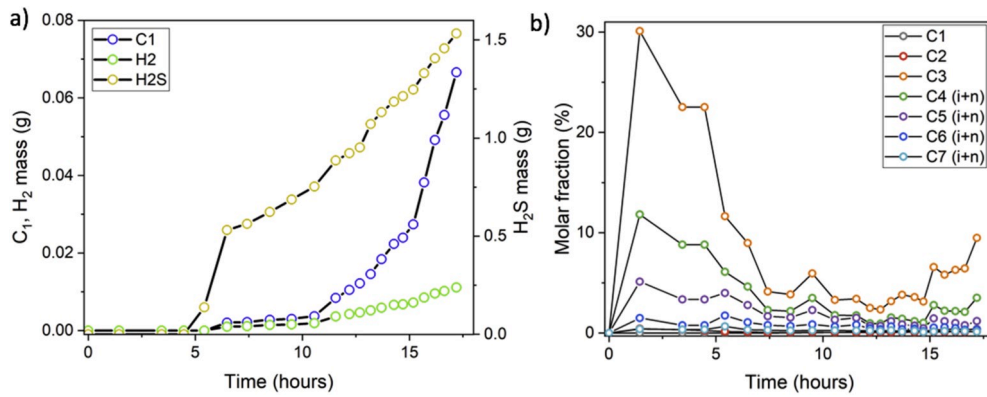 a)
C1
H2
H2S
0.08
0.06
0.04
0.02
0.00
C₁, H₂ mass (g)
1.5
1.0
0.5
0.0
H₂S mass (g)
0
5
10
15
Time (hours)
b)
C1
C2
C3
C4 (i+n)
C5 (i+n)
C6 (i+n)
C7 (i+n)
30
20
10
0
Molar fraction (%)
0
5
10
15
Time (hours)